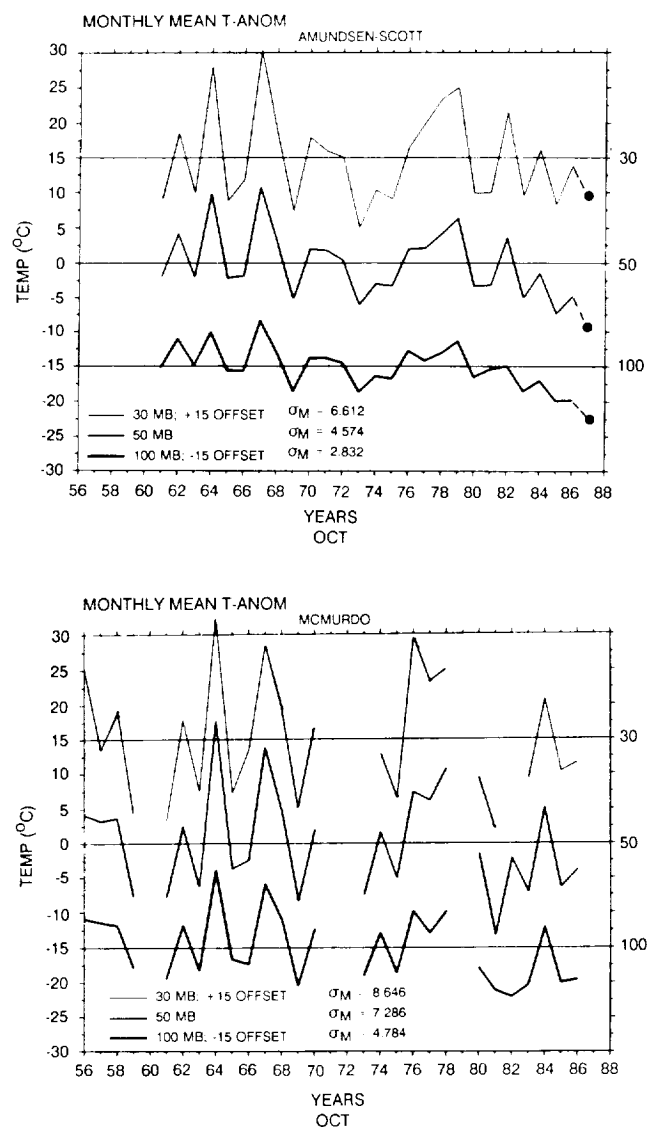 MONTHLY MEAN T-ANOM
AMUNDSEN-SCOTT
30
25
20
15
10
5
0
-5
-10
-15
-20
-25
-30
TEMP (°C)
30
50
100
30 MB; +15 OFFSET σM = 6.612
50 MB σM = 4 574
100 MB; -15 OFFSET σM = 2.832
56 58 60 62 64 66 68 70 72 74 76 78 80 82 84 86 88
YEARS
OCT
MONTHLY MEAN T-ANOM
MCMURDO
30
25
20
15
10
5
0
-5
-10
-15
-20
-25
-30
TEMP (°C)
30
50
100
30 MB; +15 OFFSET σM - 8 646
50 MB σM - 7 286
100 MB; -15 OFFSET σM - 4.784
56 58 60 62 64 66 68 70 72 74 76 78 80 82 84 86 88
YEARS
OCT